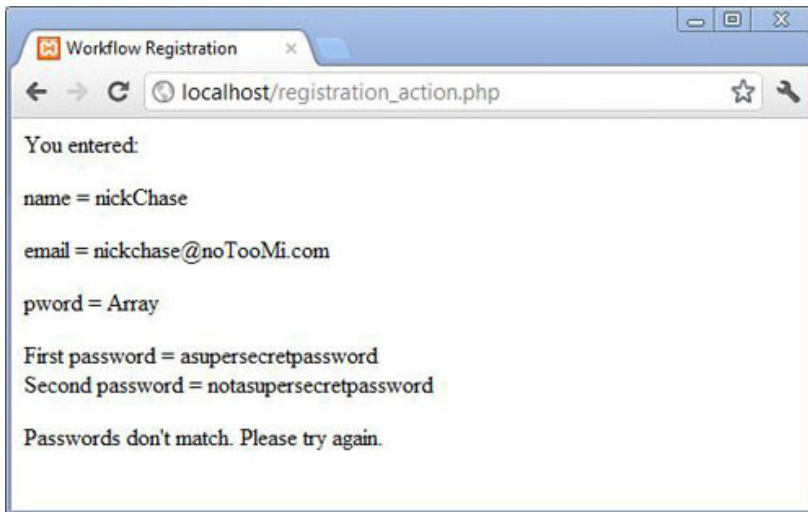 Workflow Registration
localhost/registration_action.php
You entered:
name = nickChase
email = nickchase@noTooMi.com
pword = Array
First password = asupersecretpassword
Second password = notasupersecretpassword
Passwords don't match. Please try again.